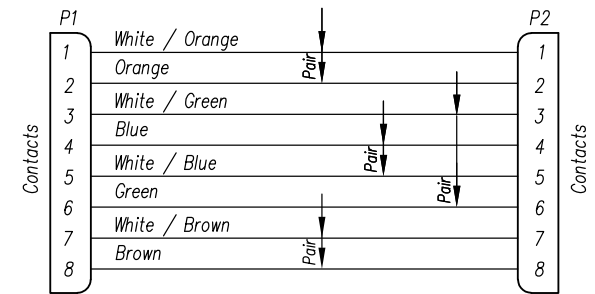 P1 P2
White / Orange
1 1
Pair
Orange
2 2
White / Green
3 3
Blue
4 4
Contacts Contacts
Pair
White / Blue
5 5
Green
Pair
6 6
White / Brown
7 7
Pair
Brown
8 8